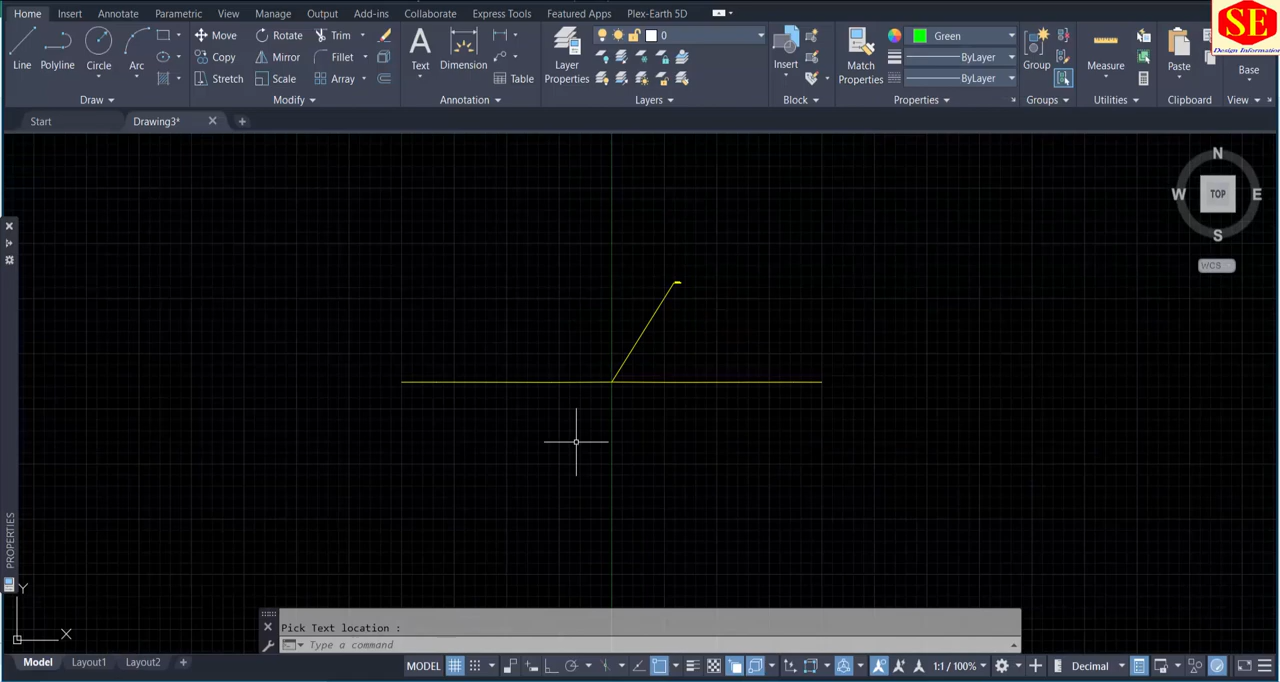 Home Insert Annotate Parametric View Manage Output Add-ins Collaborate Express Tools Featured Apps Plex-Earth 5D
SE
Design Information
Line Polyline Circle Arc
Move Rotate Trim
Copy Mirror Fillet
Stretch Scale Array
Text Dimension
Table
Layer Properties
0
Insert
Match Properties
Green
ByLayer
ByLayer
Group
Measure
Paste
Base
Draw Modify Annotation Layers Block Properties Groups Utilities Clipboard View
Start Drawing3*
N
W TOP E
S
WCS
PROPERTIES
Y
X
Pick Text location :
Type a command
Model Layout1 Layout2
MODEL 1:1 / 100% Decimal